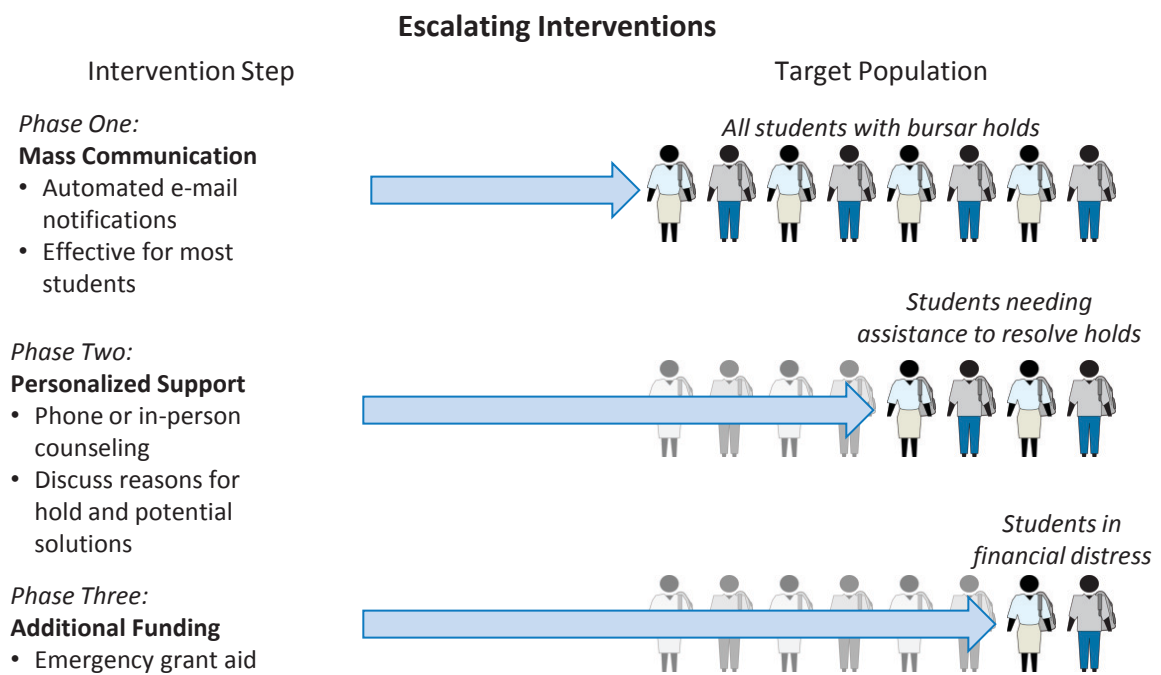 Escalating Interventions
Intervention Step
Target Population
Phase One:
Mass Communication
• Automated e-mail
notifications
• Effective for most
students
All students with bursar holds
Phase Two:
Personalized Support
• Phone or in-person
counseling
• Discuss reasons for
hold and potential
solutions
Students needing
assistance to resolve holds
Phase Three:
Additional Funding
• Emergency grant aid
Students in
financial distress